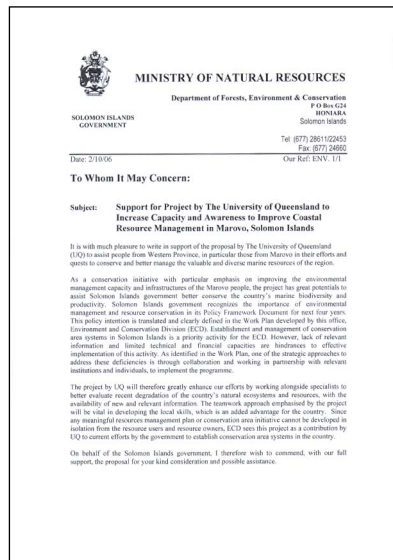 MINISTRY OF NATURAL RESOURCES
Department of Forests, Environment & Conservation
P O Box G24
HONIARA
Solomon Islands
SOLOMON ISLANDS
GOVERNMENT
Tel: (677) 28611/22453
Fax: (677) 24660
Date: 2/10/06
Our Ref: ENV. 1/1
To Whom It May Concern:
Subject: Support for Project by The University of Queensland to
Increase Capacity and Awareness to Improve Coastal
Resource Management in Marovo, Solomon Islands
It is with much pleasure to write in support of the proposal by The University of Queensland
(UQ) to assist people from Western Province, in particular those from Marovo in their efforts and
quests to conserve and better manage the valuable and diverse marine resources of the region.
As a conservation initiative with particular emphasis on improving the environmental
management capacity and infrastructures of the Marovo people, the project has great potentials to
assist Solomon Islands government better conserve the country's marine biodiversity and
productivity. Solomon Islands government recognizes the importance of environmental
management and resource conservation in its Policy Framework Document for next four years.
This policy intention is translated and clearly defined in the Work Plan developed by this office,
Environment and Conservation Division (ECD). Establishment and management of conservation
area systems in Solomon Islands is a priority activity for the ECD. However, lack of relevant
information and limited technical and financial capacities are hindrances to effective
implementation of this activity. As identified in the Work Plan, one of the strategic approaches to
address these deficiencies is through collaboration and working in partnership with relevant
institutions and individuals, to implement the programme.
The project by UQ will therefore greatly enhance our efforts by working alongside specialists to
better evaluate recent degradation of the country's natural ecosystems and resources, with the
availability of new and relevant information. The teamwork approach emphasised by the project
will be vital in developing the local skills, which is an added advantage for the country. Since
any meaningful resources management plan or conservation area initiative cannot be developed in
isolation from the resource users and resource owners, ECD sees this project as a contribution by
UQ to current efforts by the government to establish conservation area systems in the country.
On behalf of the Solomon Islands government, I therefore wish to commend, with our full
support, the proposal for your kind consideration and possible assistance.